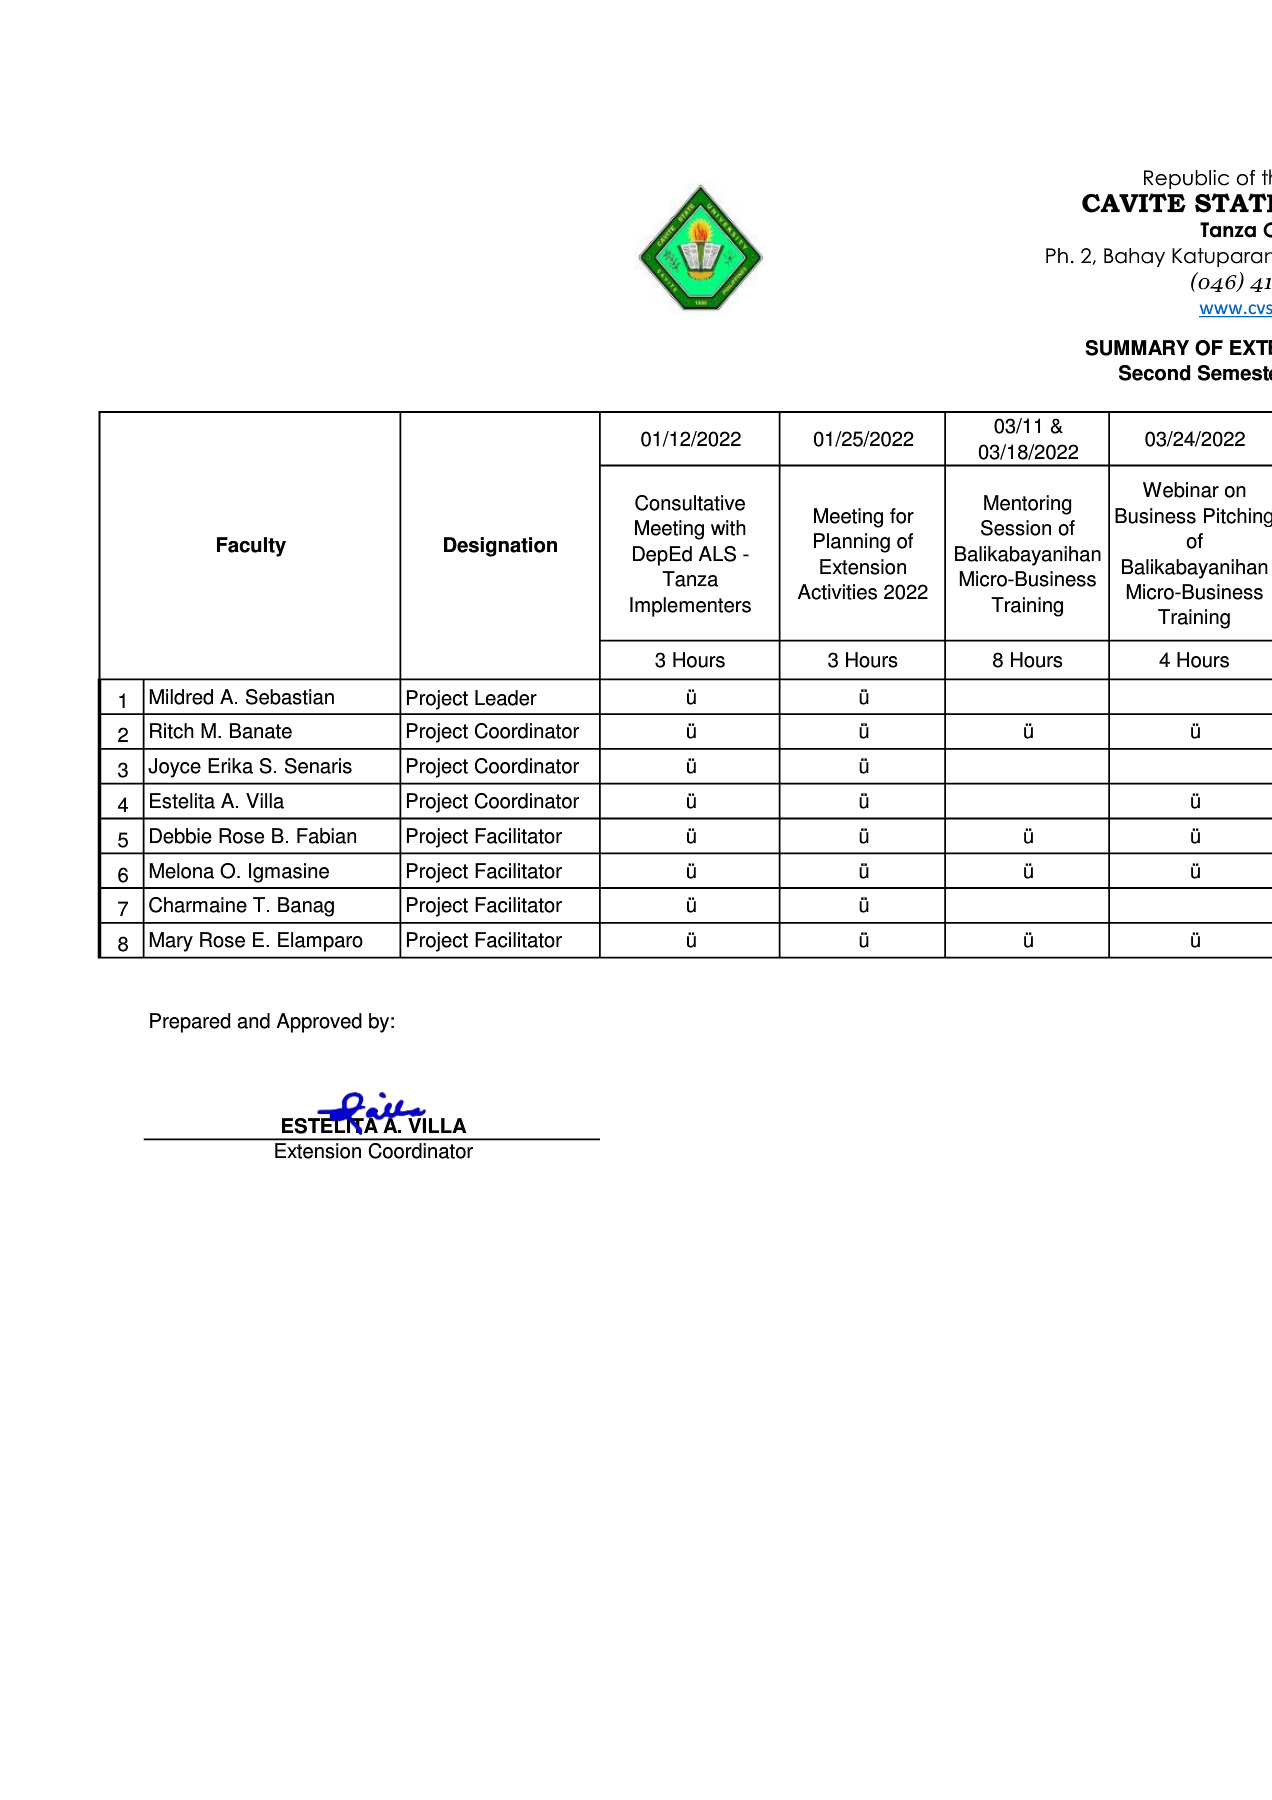 Republic of th
CAVITE STATE
Tanza C
Ph. 2, Bahay Katuparan
(046) 41
www.cvs
SUMMARY OF EXTE
Second Semeste
CAVITE STATE UNIVERSITY
CAVITE PHILIPPINES
1906
Faculty
Designation
01/12/2022
01/25/2022
03/11 &
03/18/2022
03/24/2022
Consultative
Meeting with
DepEd ALS -
Tanza
Implementers
Meeting for
Planning of
Extension
Activities 2022
Mentoring
Session of
Balikabayanihan
Micro-Business
Training
Webinar on
Business Pitching
of
Balikabayanihan
Micro-Business
Training
3 Hours 3 Hours 8 Hours 4 Hours
1 Mildred A. Sebastian Project Leader ü ü
2 Ritch M. Banate Project Coordinator ü ü ü ü
3 Joyce Erika S. Senaris Project Coordinator ü ü
4 Estelita A. Villa Project Coordinator ü ü ü
5 Debbie Rose B. Fabian Project Facilitator ü ü ü ü
6 Melona O. Igmasine Project Facilitator ü ü ü ü
7 Charmaine T. Banag Project Facilitator ü ü
8 Mary Rose E. Elamparo Project Facilitator ü ü ü ü
Prepared and Approved by:
ESTELITA A. VILLA
Extension Coordinator